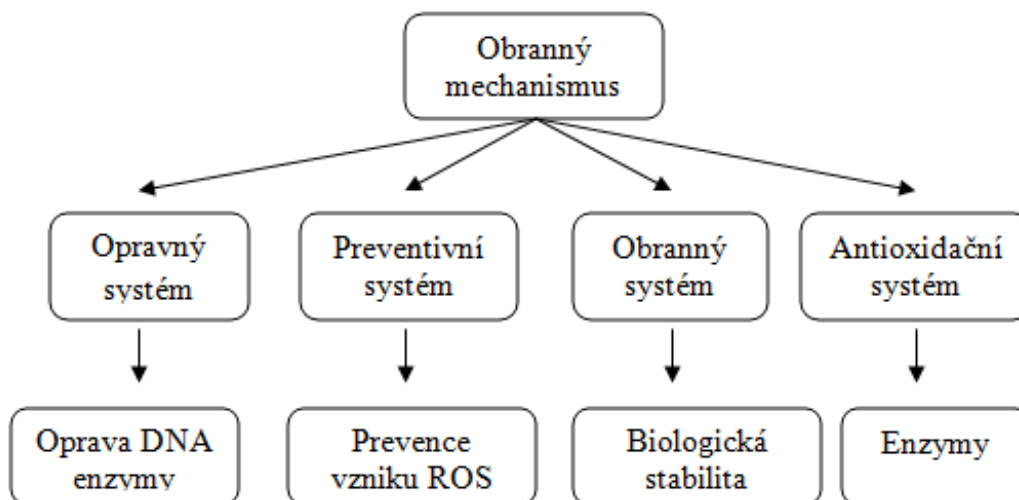 Obranný
mechanismus
Opravný
systém
Preventivní
systém
Obranný
systém
Antioxidační
systém
Oprava DNA
enzymy
Prevence
vzniku ROS
Biologická
stabilita
Enzymy